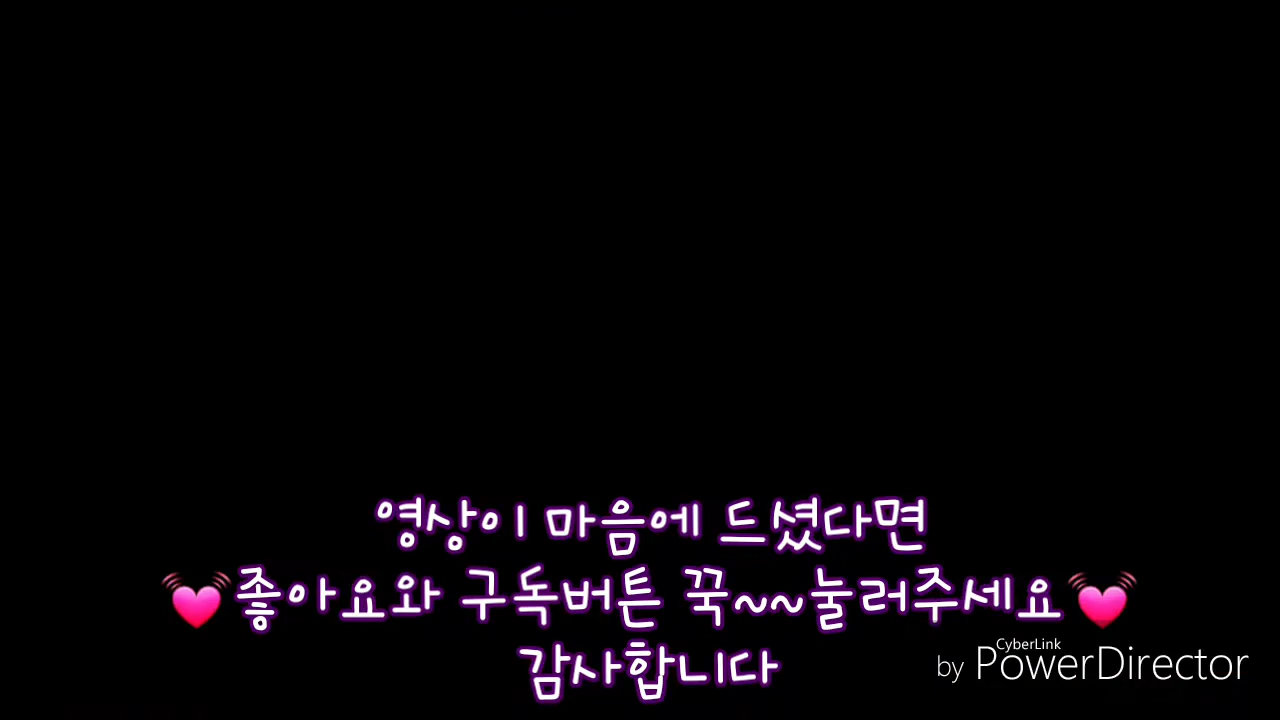 영상이 마음에 드셨다면
💓좋아요와 구독버튼 꾹~~눌러주세요💓
감사합니다
CyberLink
by PowerDirector